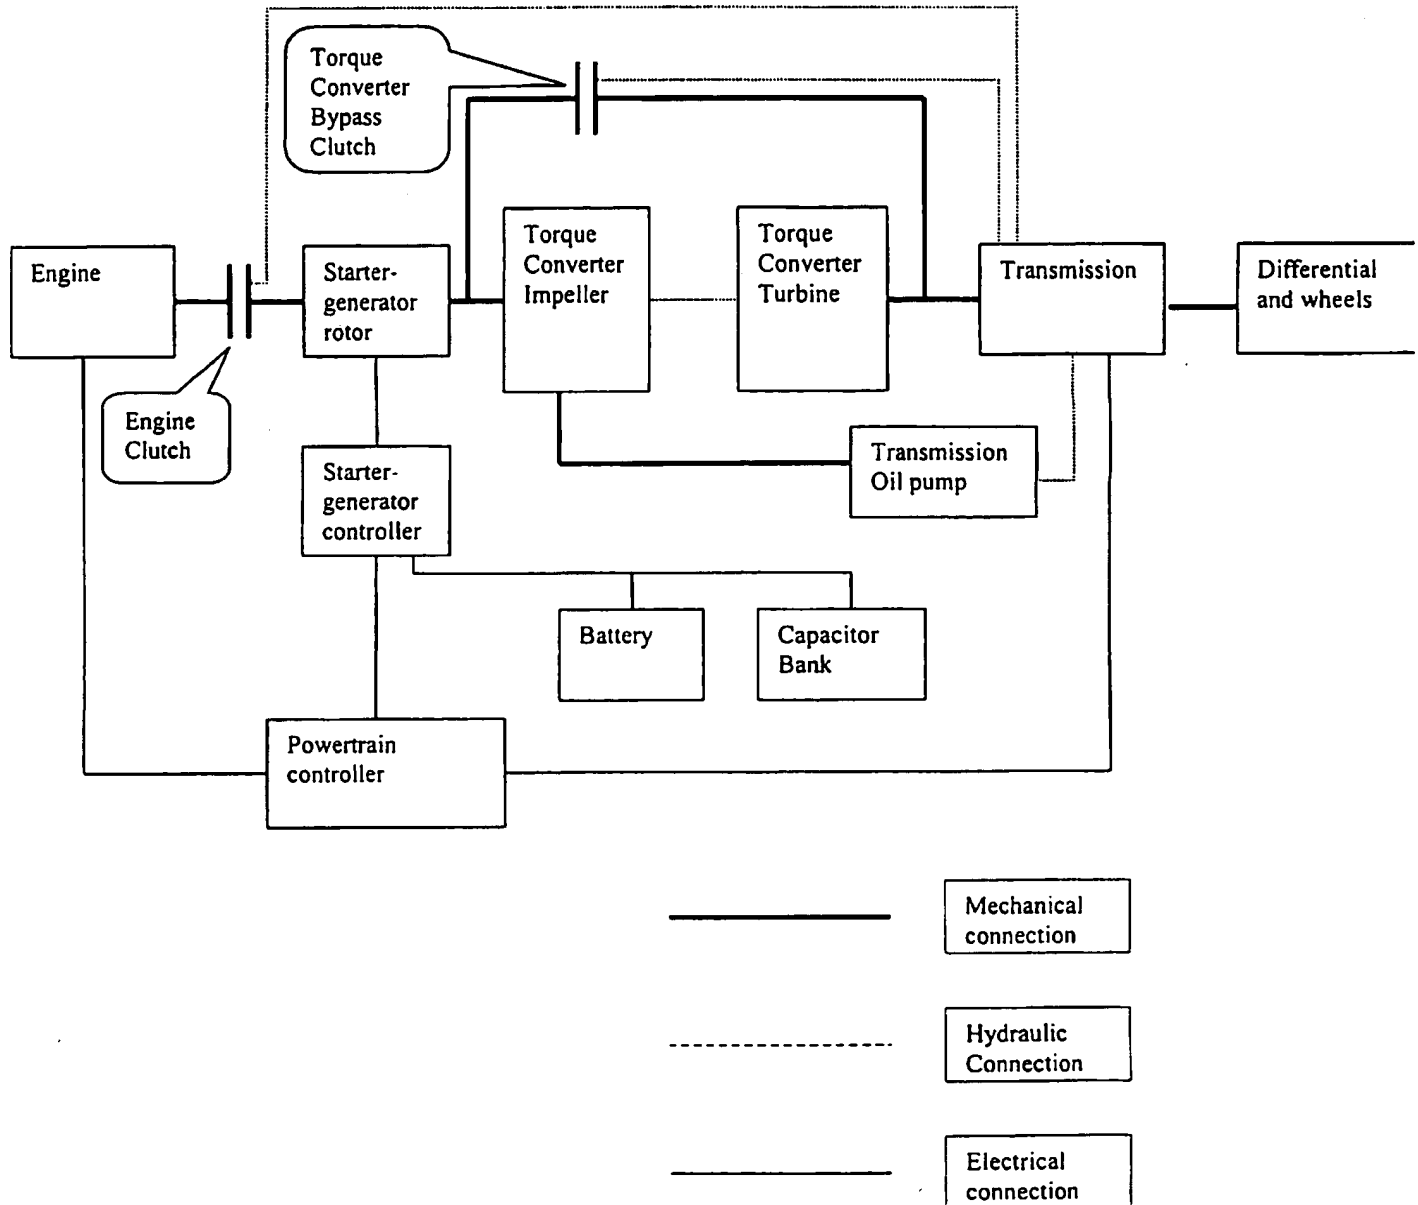 Torque
Converter
Bypass
Clutch
Engine
Starter-
generator
rotor
Torque
Converter
Impeller
Torque
Converter
Turbine
Transmission
Differential
and wheels
Engine
Clutch
Starter-
generator
controller
Transmission
Oil pump
Battery
Capacitor
Bank
Powertrain
controller
Mechanical
connection
Hydraulic
Connection
Electrical
connection